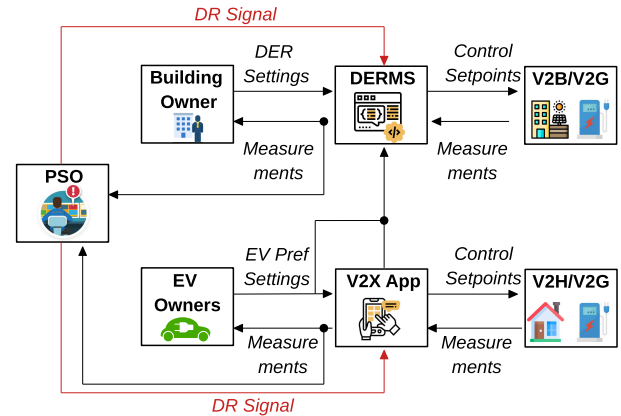 DR Signal
DER
Settings
Control
Setpoints
Building
Owner
DERMS
V2B/V2G
Measure
ments
Measure
ments
PSO
EV Pref
Settings
Control
Setpoints
EV
Owners
V2X App
V2H/V2G
Measure
ments
Measure
ments
DR Signal